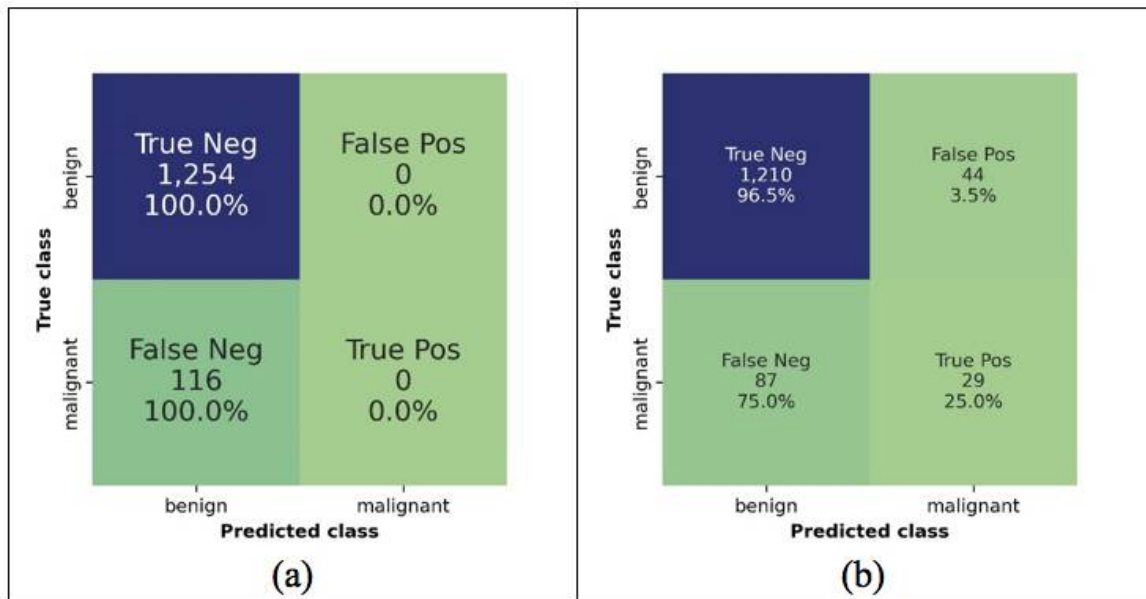 True Neg
1,254
100.0%
False Pos
0
0.0%
False Neg
116
100.0%
True Pos
0
0.0%
benign
malignant
True class
benign
malignant
Predicted class
(a)
True Neg
1,210
96.5%
False Pos
44
3.5%
False Neg
87
75.0%
True Pos
29
25.0%
benign
malignant
True class
benign
malignant
Predicted class
(b)